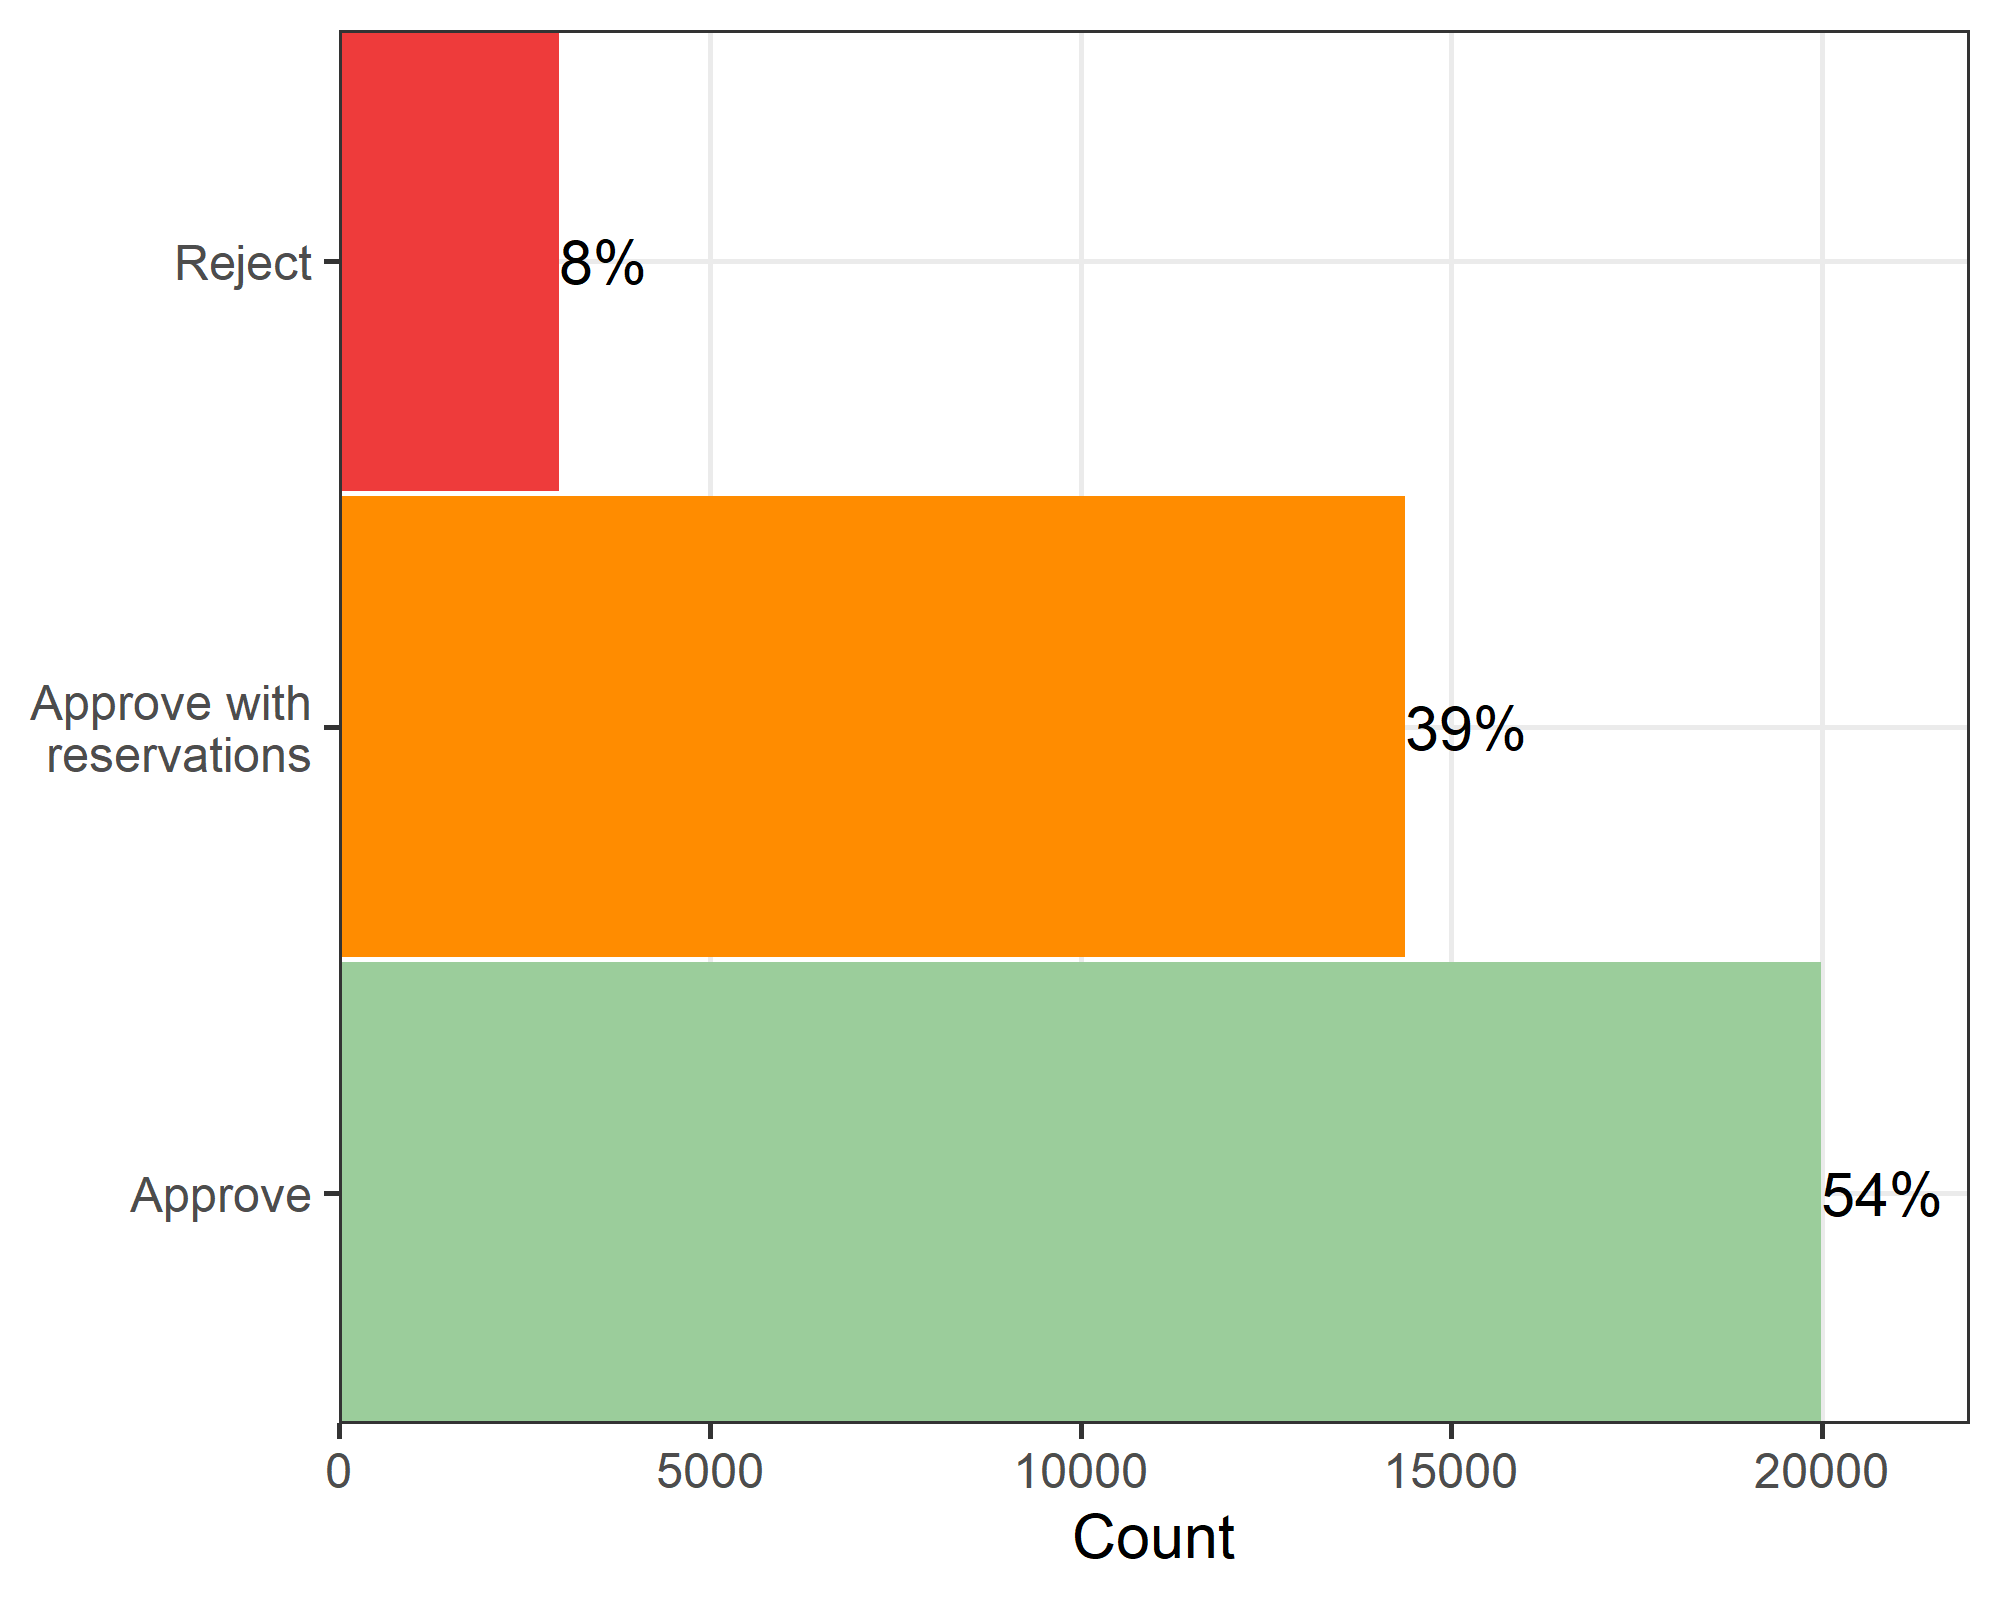 Reject
8%
Approve with
reservations
39%
Approve
54%
0
5000
10000
15000
20000
Count